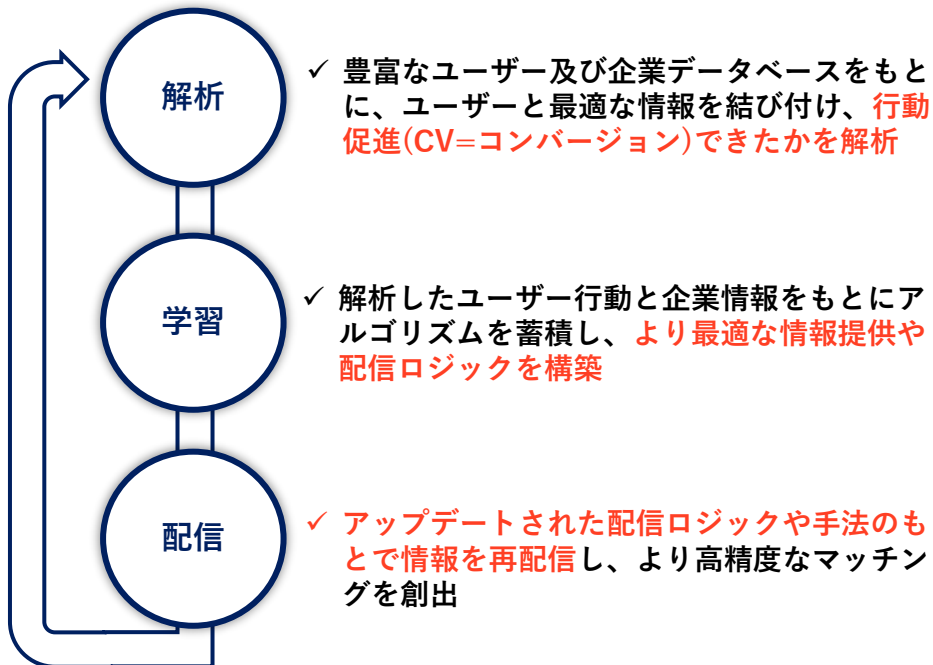 解析
✓ 豊富なユーザー及び企業データベースをもと
に、ユーザーと最適な情報を結び付け、行動
促進(CV=コンバージョン)できたかを解析
学習
✓ 解析したユーザー行動と企業情報をもとにア
ルゴリズムを蓄積し、より最適な情報提供や
配信ロジックを構築
配信
✓ アップデートされた配信ロジックや手法のも
とで情報を再配信し、より高精度なマッチン
グを創出